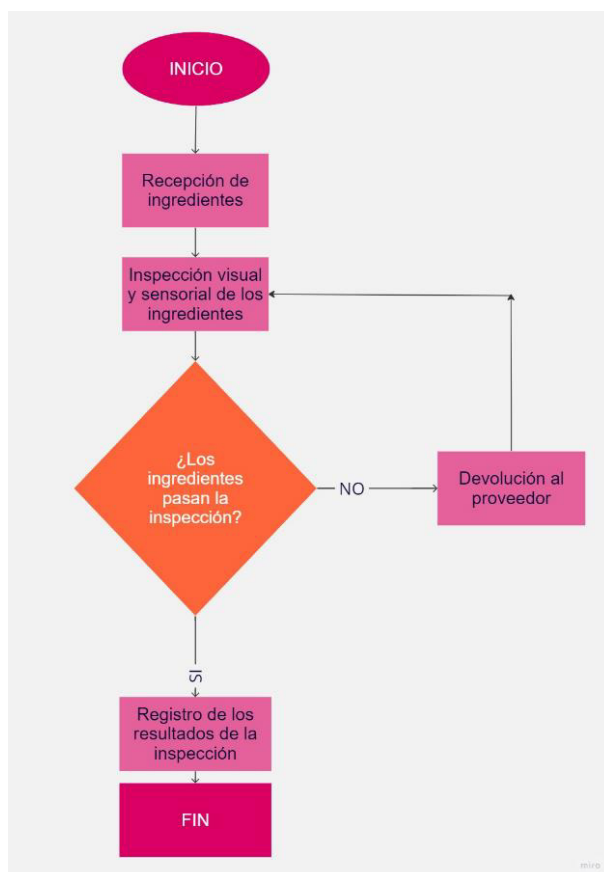 INICIO
Recepción de
ingredientes
Inspección visual
y sensorial de los
ingredientes
¿Los
ingredientes
pasan la
inspección?
NO
Devolución al
proveedor
SI
Registro de los
resultados de la
inspección
FIN
miro